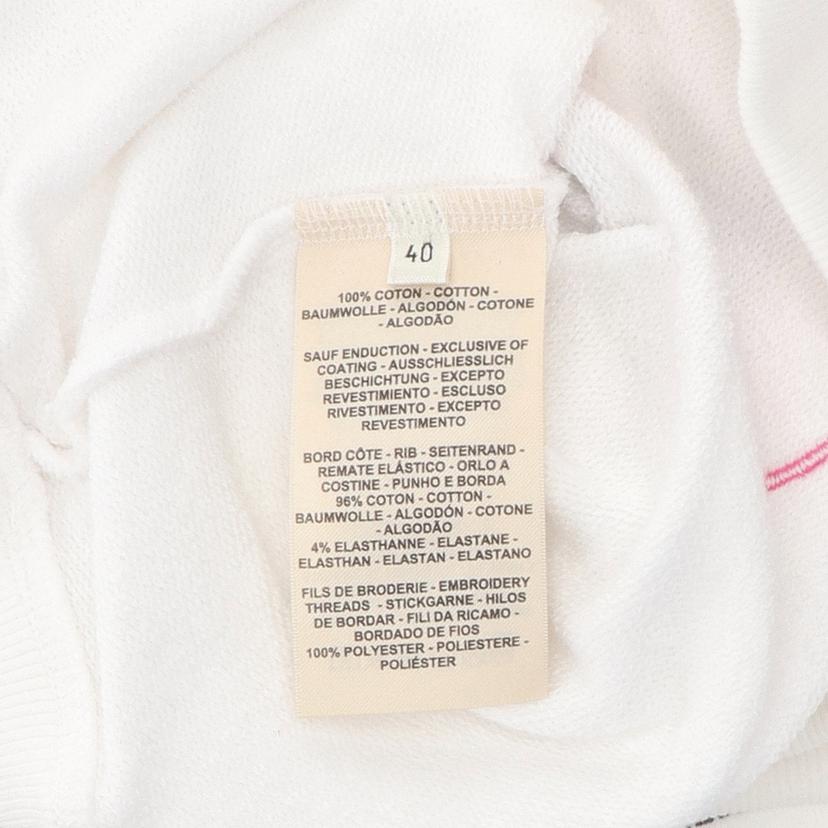 40
100% COTON - COTTON -
BAUMWOLLE - ALGODÓN - COTONE
- ALGODÃO
SAUF ENDUCTION - EXCLUSIVE OF
COATING - AUSSCHLIESSLICH
BESCHICHTUNG - EXCEPTO
REVESTIMIENTO - ESCLUSO
RIVESTIMENTO - EXCEPTO
REVESTIMENTO
BORD CÔTE - RIB - SEITENRAND -
REMATE ELÁSTICO - ORLO A
COSTINE - PUNHO E BORDA
96% COTON - COTTON -
BAUMWOLLE - ALGODÓN - COTONE
- ALGODÃO
4% ELASTHANNE - ELASTANE -
ELASTHAN - ELASTAN - ELASTANO
FILS DE BRODERIE - EMBROIDERY
THREADS - STICKGARNE - HILOS
DE BORDAR - FILI DA RICAMO -
BORDADO DE FIOS
100% POLYESTER - POLIESTERE -
POLIÉSTER